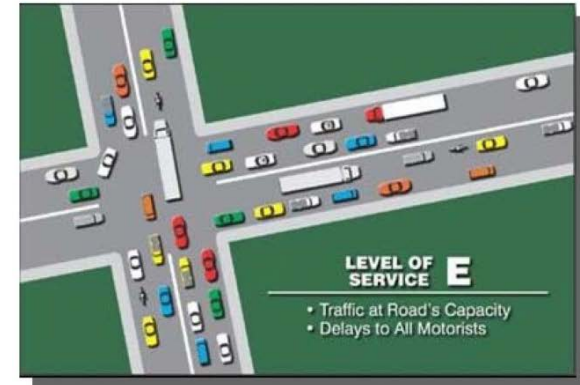 LEVEL OF
SERVICE E
• Traffic at Road's Capacity
• Delays to All Motorists